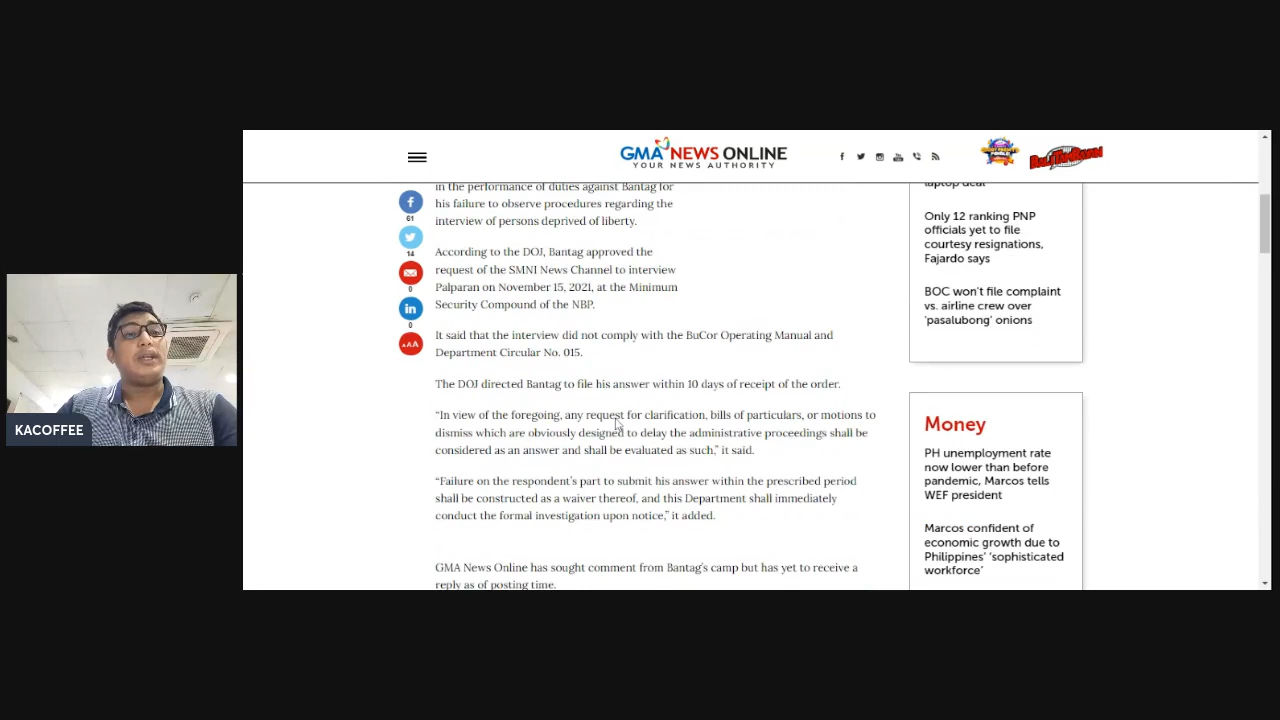 GMA NEWS ONLINE
YOUR NEWS AUTHORITY
61
14
0
0
AAA
in the performance of duties against Bantag for
his failure to observe procedures regarding the
interview of persons deprived of liberty.
According to the DOJ, Bantag approved the
request of the SMNI News Channel to interview
Palparan on November 15, 2021, at the Minimum
Security Compound of the NBP.
It said that the interview did not comply with the BuCor Operating Manual and
Department Circular No. 015.
The DOJ directed Bantag to file his answer within 10 days of receipt of the order.
“In view of the foregoing, any request for clarification, bills of particulars, or motions to
dismiss which are obviously designed to delay the administrative proceedings shall be
considered as an answer and shall be evaluated as such,” it said.
“Failure on the respondent’s part to submit his answer within the prescribed period
shall be constructed as a waiver thereof, and this Department shall immediately
conduct the formal investigation upon notice,” it added.
GMA News Online has sought comment from Bantag’s camp but has yet to receive a
reply as of posting time.
laptop deal
Only 12 ranking PNP
officials yet to file
courtesy resignations,
Fajardo says
BOC won't file complaint
vs. airline crew over
'pasalubong' onions
Money
PH unemployment rate
now lower than before
pandemic, Marcos tells
WEF president
Marcos confident of
economic growth due to
Philippines’ ‘sophisticated
workforce’
KACOFFEE